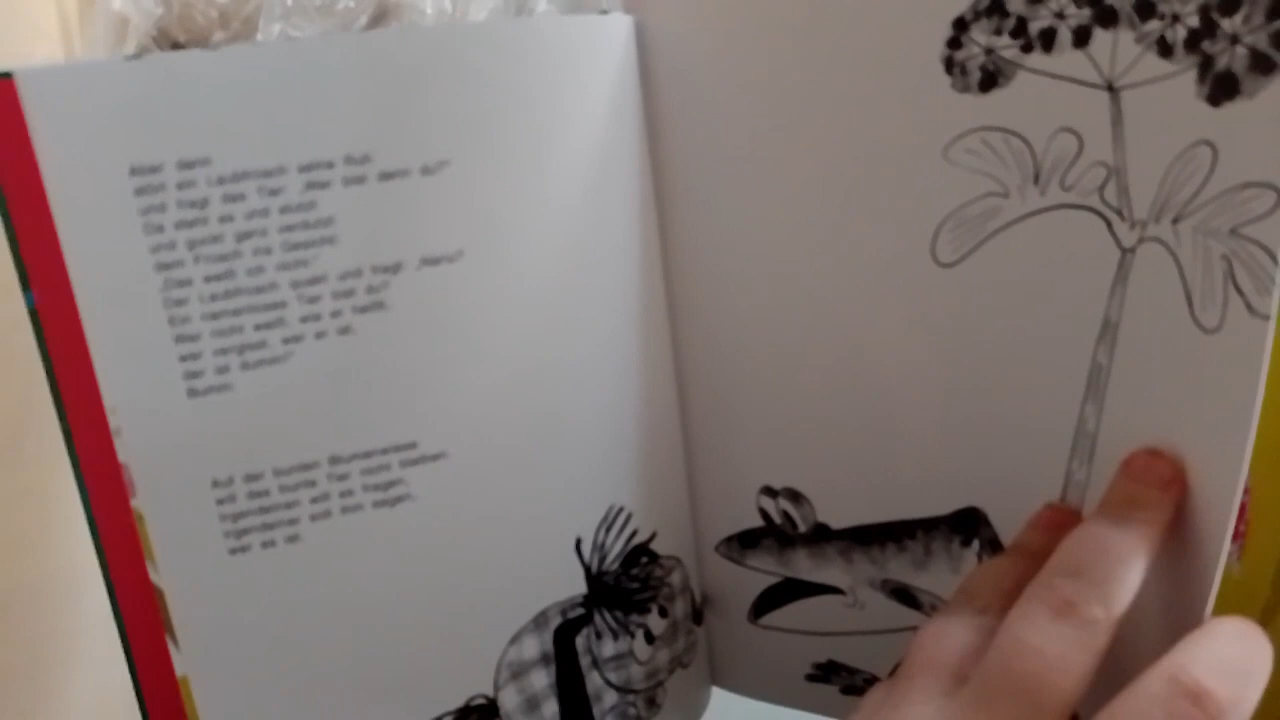 Aber dann
stört ein Laubfrosch seine Ruh
und fragt das Tier: „Wer bist denn du?"
Da steht es und stutzt
und guckt ganz verdutzt
dem Frosch ins Gesicht:
„Das weiß ich nicht."
Der Laubfrosch quakt und fragt: „Nanu?
Ein namenloses Tier bist du?
Wer nicht weiß, wie er heißt,
wer vergisst, wer er ist,
der ist dumm!"
Bumm.
Auf der bunten Blumenwiese
will das bunte Tier nicht bleiben.
Irgendeinen will es fragen,
irgendeiner soll ihm sagen,
wer es ist.